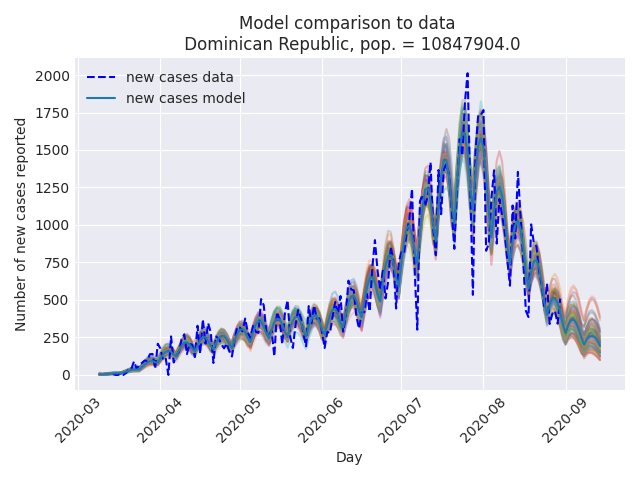 Model comparison to data
Dominican Republic, pop. = 10847904.0
new cases data
new cases model
Number of new cases reported
2000
1750
1500
1250
1000
750
500
250
0
2020-03
2020-04
2020-05
2020-06
2020-07
2020-08
2020-09
Day